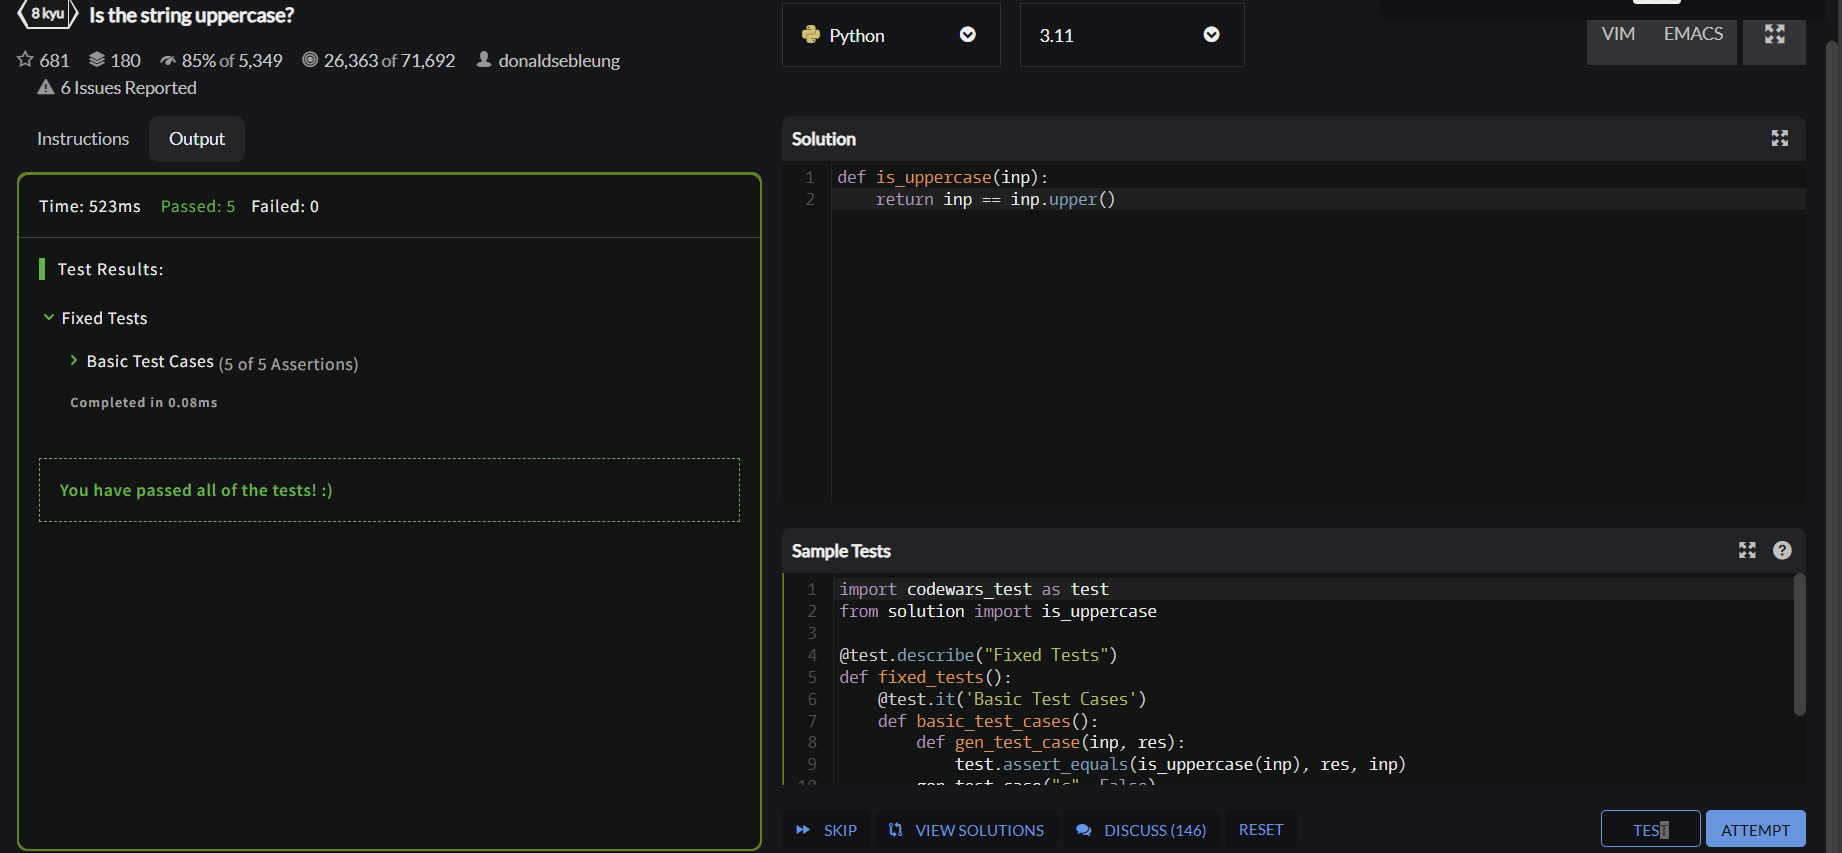 8 kyu Is the string uppercase?
681 180 85% of 5,349 26,363 of 71,692 donaldsebleung
6 Issues Reported
Instructions Output
Time: 523ms Passed: 5 Failed: 0
Test Results:
Fixed Tests
Basic Test Cases (5 of 5 Assertions)
Completed in 0.08ms
You have passed all of the tests! :)
Python 3.11 VIM EMACS
Solution
1 def is_uppercase(inp):
2     return inp == inp.upper()
Sample Tests ?
1 import codewars_test as test
2 from solution import is_uppercase
3
4 @test.describe("Fixed Tests")
5 def fixed_tests():
6     @test.it('Basic Test Cases')
7     def basic_test_cases():
8         def gen_test_case(inp, res):
9             test.assert_equals(is_uppercase(inp), res, inp)
10         gen_test_case("c", False)
SKIP VIEW SOLUTIONS DISCUSS (146) RESET TEST ATTEMPT